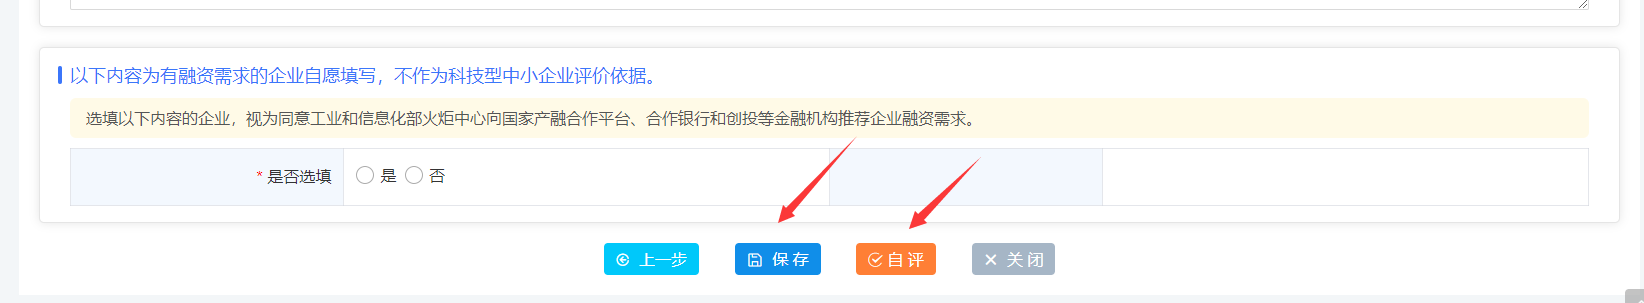 以下内容为有融资需求的企业自愿填写，不作为科技型中小企业评价依据。
选填以下内容的企业，视为同意工业和信息化部火炬中心向国家产融合作平台、合作银行和创投等金融机构推荐企业融资需求。
* 是否选填 是 否
上一步 保存 自评 关闭